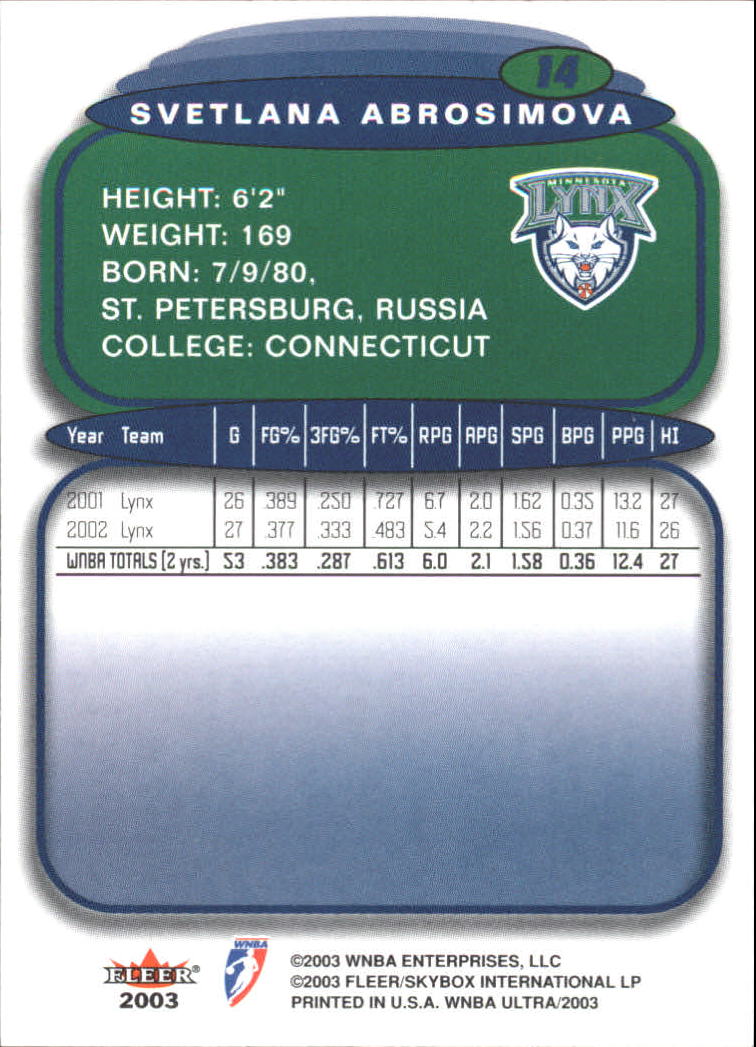 14
SVETLANA ABROSIMOVA
MINNESOTA
LYNX
HEIGHT: 6'2"
WEIGHT: 169
BORN: 7/9/80,
ST. PETERSBURG, RUSSIA
COLLEGE: CONNECTICUT
Year Team G FG% 3FG% FT% RPG APG SPG BPG PPG HI
2001 Lynx 26 .389 .250 .727 6.7 2.0 1.62 0.35 13.2 27
2002 Lynx 27 .377 .333 .483 5.4 2.2 1.56 0.37 11.6 26
WNBA TOTALS (2 yrs.) 53 .383 .287 .613 6.0 2.1 1.58 0.36 12.4 27
FLEER®
2003
WNBA
©2003 WNBA ENTERPRISES, LLC
©2003 FLEER/SKYBOX INTERNATIONAL LP
PRINTED IN U.S.A. WNBA ULTRA/2003